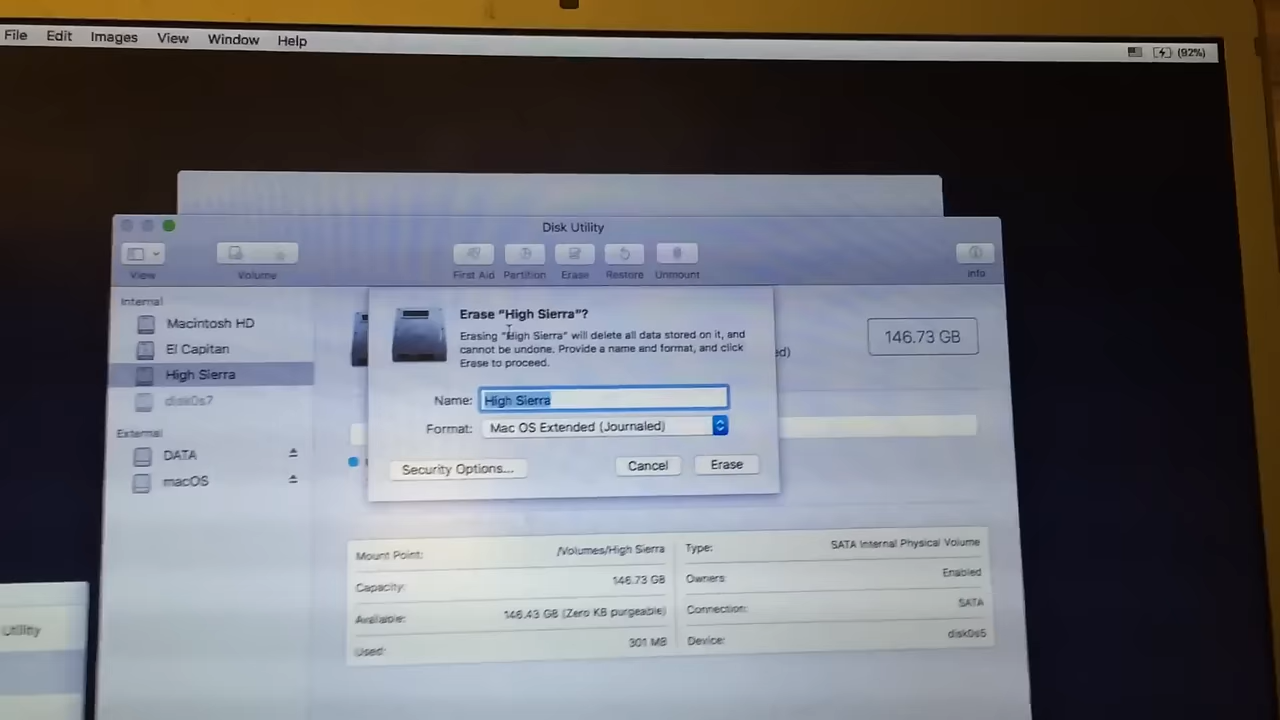 File Edit Images View Window Help
(92%)
Disk Utility
View Volume First Aid Partition Erase Restore Unmount Info
Internal
Macintosh HD
El Capitan
High Sierra
disk0s7
External
DATA
macOS
Erase "High Sierra"?
Erasing "High Sierra" will delete all data stored on it, and
cannot be undone. Provide a name and format, and click
Erase to proceed.
Name: High Sierra
Format: Mac OS Extended (Journaled)
Security Options... Cancel Erase
ed)
146.73 GB
Mount Point: /Volumes/High Sierra
Type: SATA Internal Physical Volume
Capacity: 146.73 GB
Owners: Enabled
Available: 146.43 GB (Zero KB purgeable)
Connection: SATA
Used: 301 MB
Device: disk0s5
Utility